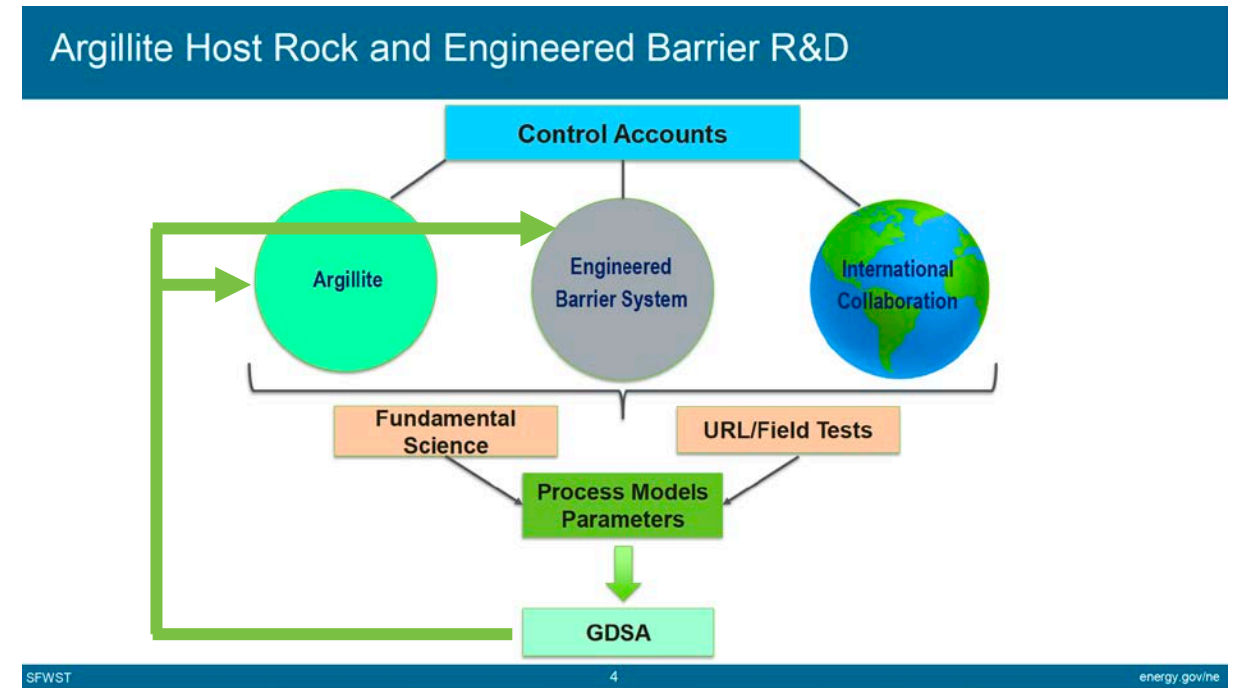 Argillite Host Rock and Engineered Barrier R&D
Control Accounts
Argillite
Engineered
Barrier System
International
Collaboration
Fundamental
Science
URL/Field Tests
Process Models
Parameters
GDSA
SFWST
4
energy.gov/ne